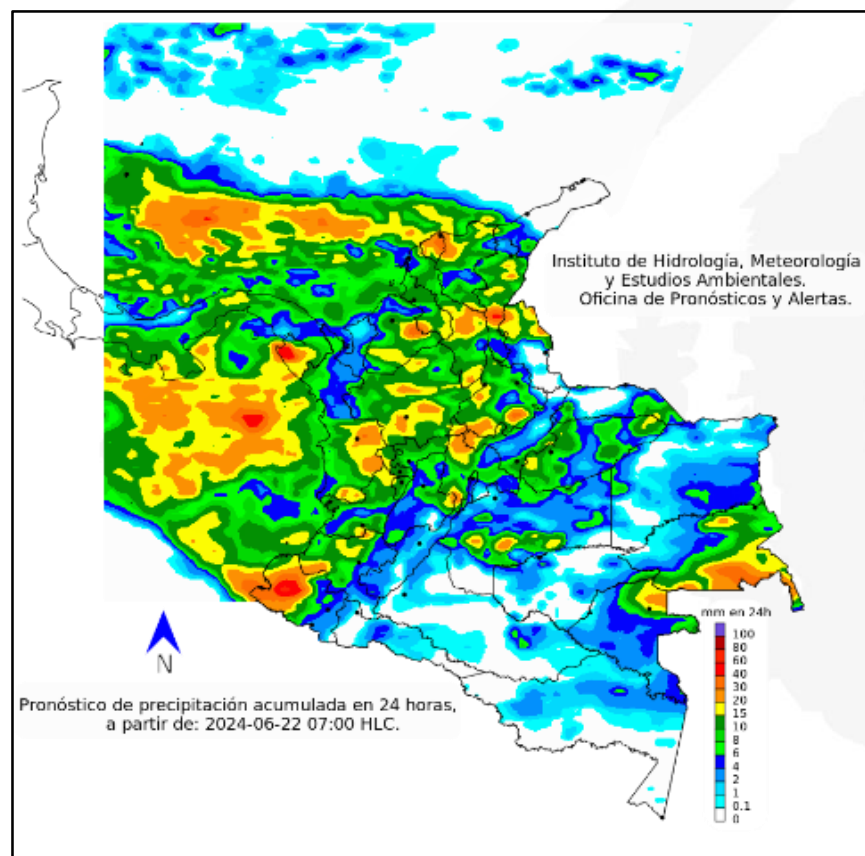 Instituto de Hidrología, Meteorología
y Estudios Ambientales.
Oficina de Pronósticos y Alertas.
mm en 24h
100
80
60
40
30
20
15
10
8
6
4
2
1
0.1
0
N
Pronóstico de precipitación acumulada en 24 horas,
a partir de: 2024-06-22 07:00 HLC.